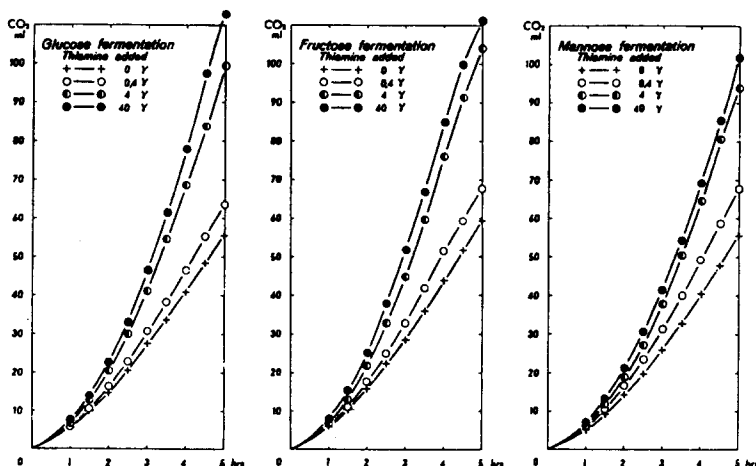 CO₂
ml
Glucose fermentation
Thiamine added
0 γ
0,4 γ
4 γ
40 γ
100
90
80
70
60
50
40
30
20
10
0
1 2 3 4 5 hrs
CO₂
ml
Fructose fermentation
Thiamine added
0 γ
0,4 γ
4 γ
40 γ
100
90
80
70
60
50
40
30
20
10
0
1 2 3 4 5 hrs
CO₂
ml
Mannose fermentation
Thiamine added
0 γ
0,4 γ
4 γ
40 γ
100
90
80
70
60
50
40
30
20
10
0
1 2 3 4 5 hrs